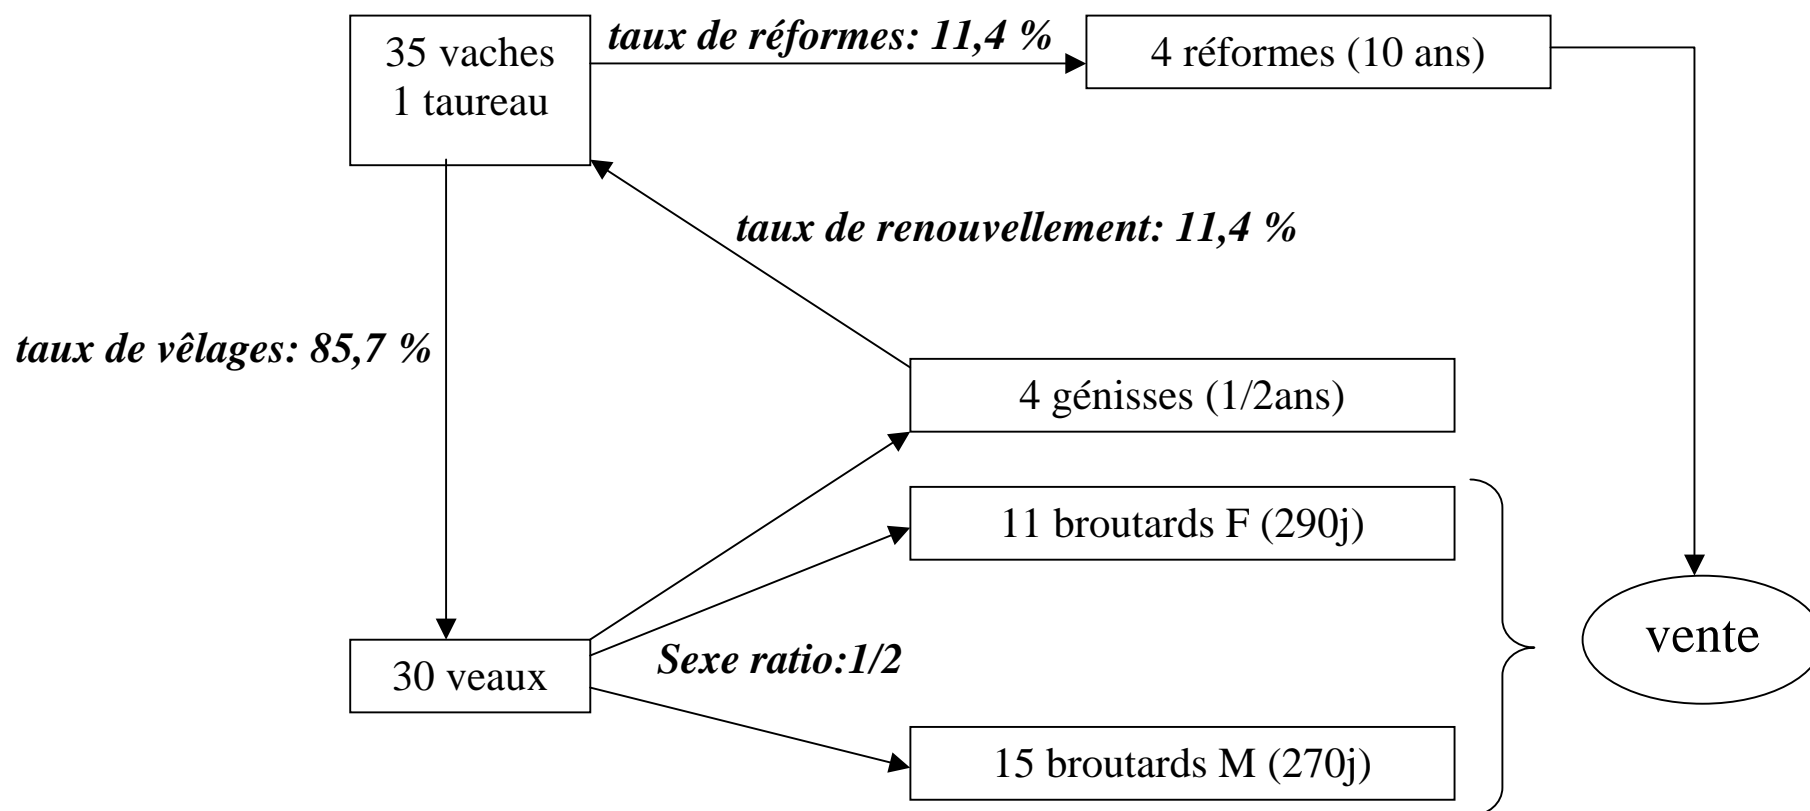 35 vaches
1 taureau
taux de réformes: 11,4 %
4 réformes (10 ans)
taux de renouvellement: 11,4 %
taux de vêlages: 85,7 %
4 génisses (1/2ans)
11 broutards F (290j)
30 veaux
Sexe ratio:1/2
vente
15 broutards M (270j)